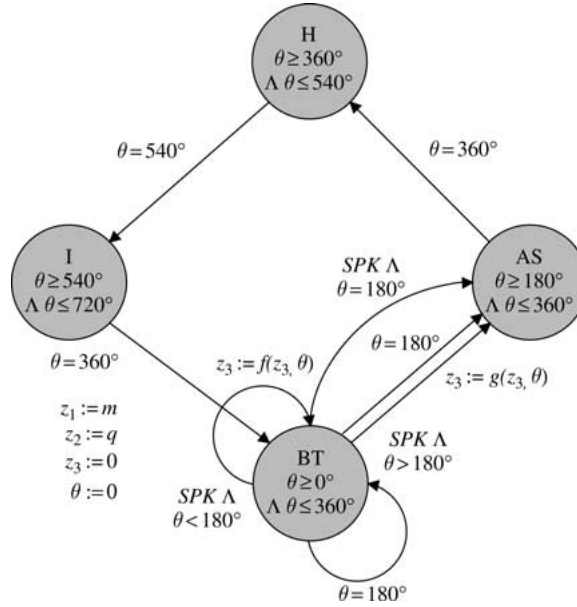 H
θ ≥ 360°
Λ θ ≤ 540°
θ = 540°
θ = 360°
I
θ ≥ 540°
Λ θ ≤ 720°
SPK Λ
θ = 180°
AS
θ ≥ 180°
Λ θ ≤ 360°
θ = 360°
θ = 180°
z₃ := f(z₃, θ)
z₃ := g(z₃, θ)
z₁ := m
z₂ := q
z₃ := 0
θ := 0
BT
θ ≥ 0°
Λ θ ≤ 360°
SPK Λ
θ > 180°
SPK Λ
θ < 180°
θ = 180°